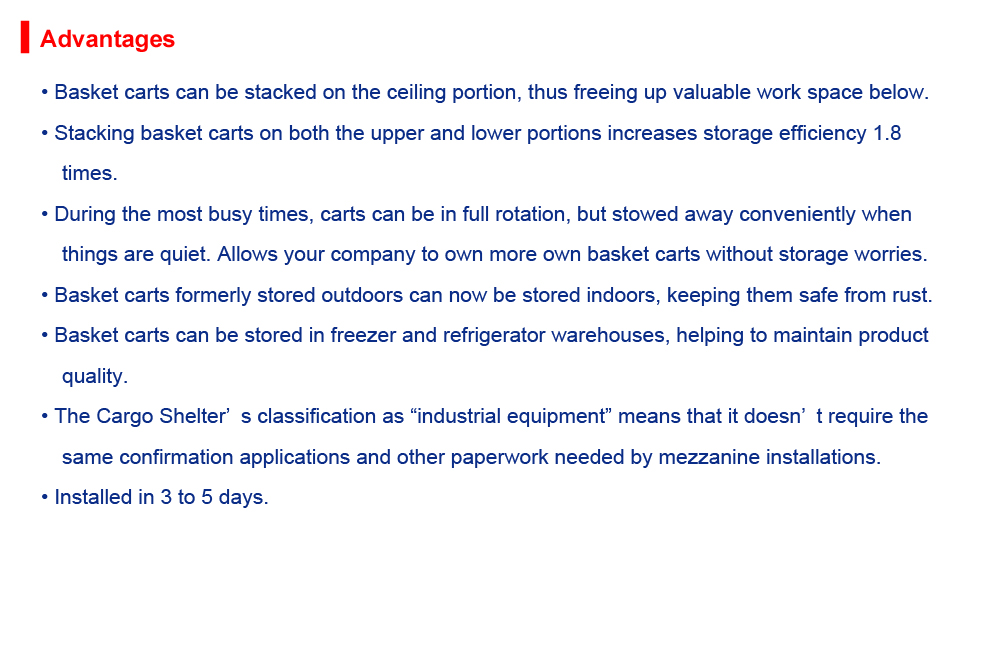 Advantages
• Basket carts can be stacked on the ceiling portion, thus freeing up valuable work space below.
• Stacking basket carts on both the upper and lower portions increases storage efficiency 1.8
times.
• During the most busy times, carts can be in full rotation, but stowed away conveniently when
things are quiet. Allows your company to own more own basket carts without storage worries.
• Basket carts formerly stored outdoors can now be stored indoors, keeping them safe from rust.
• Basket carts can be stored in freezer and refrigerator warehouses, helping to maintain product
quality.
• The Cargo Shelter’ s classification as “industrial equipment” means that it doesn’ t require the
same confirmation applications and other paperwork needed by mezzanine installations.
• Installed in 3 to 5 days.